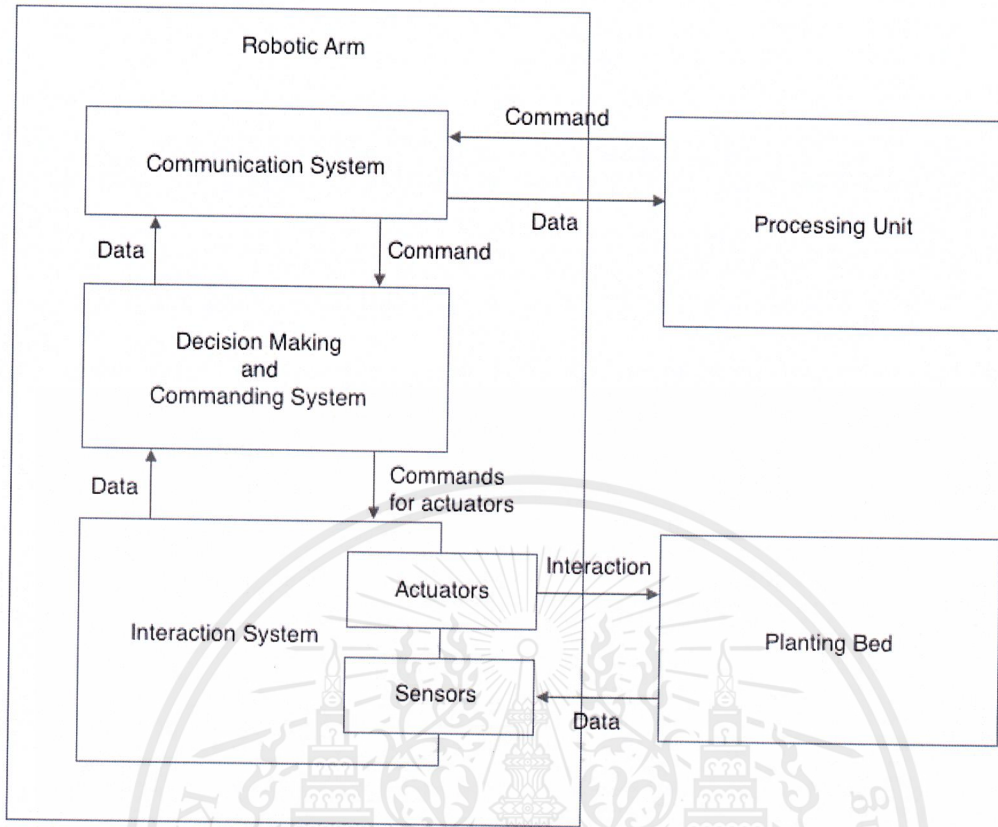 Robotic Arm
Communication System
Command
Data
Processing Unit
Data
Command
Decision Making
and
Commanding System
Data
Commands
for actuators
Interaction System
Actuators
Sensors
Interaction
Data
Planting Bed